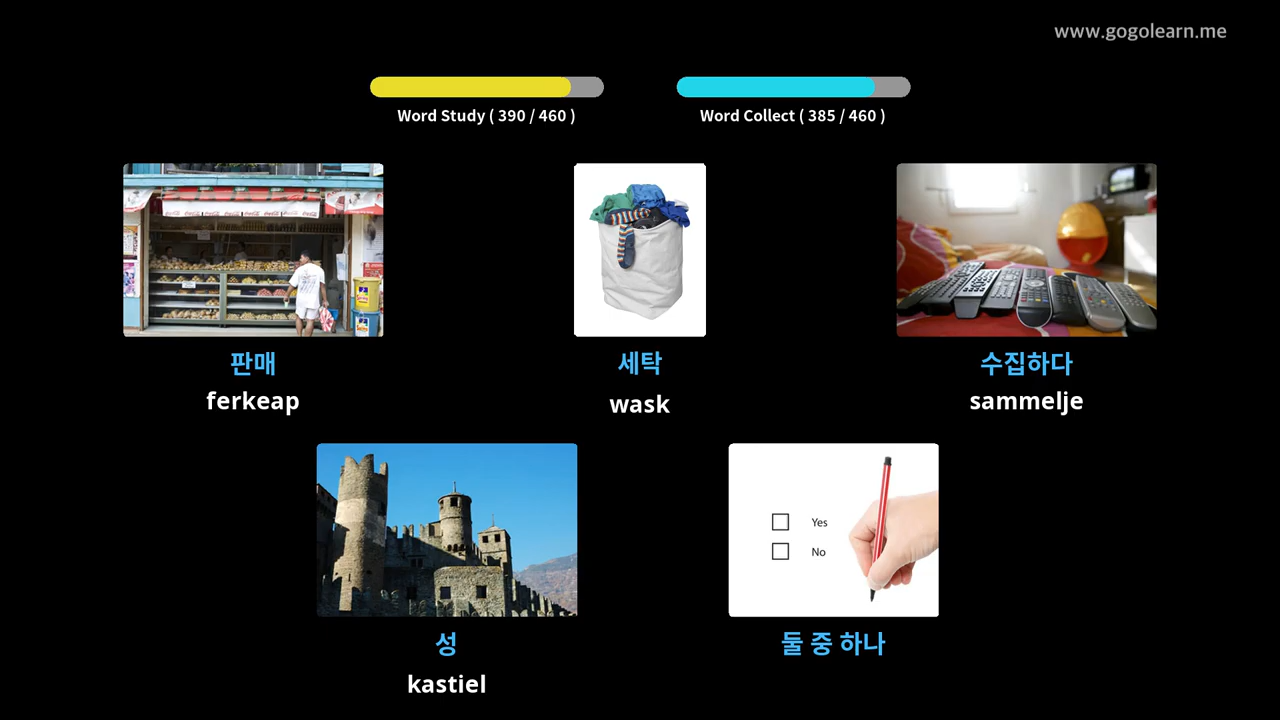 www.gogolearn.me
Word Study ( 390 / 460 )
Word Collect ( 385 / 460 )
판매
ferkeap
세탁
wask
수집하다
sammelje
Yes
No
성
kastiel
둘 중 하나